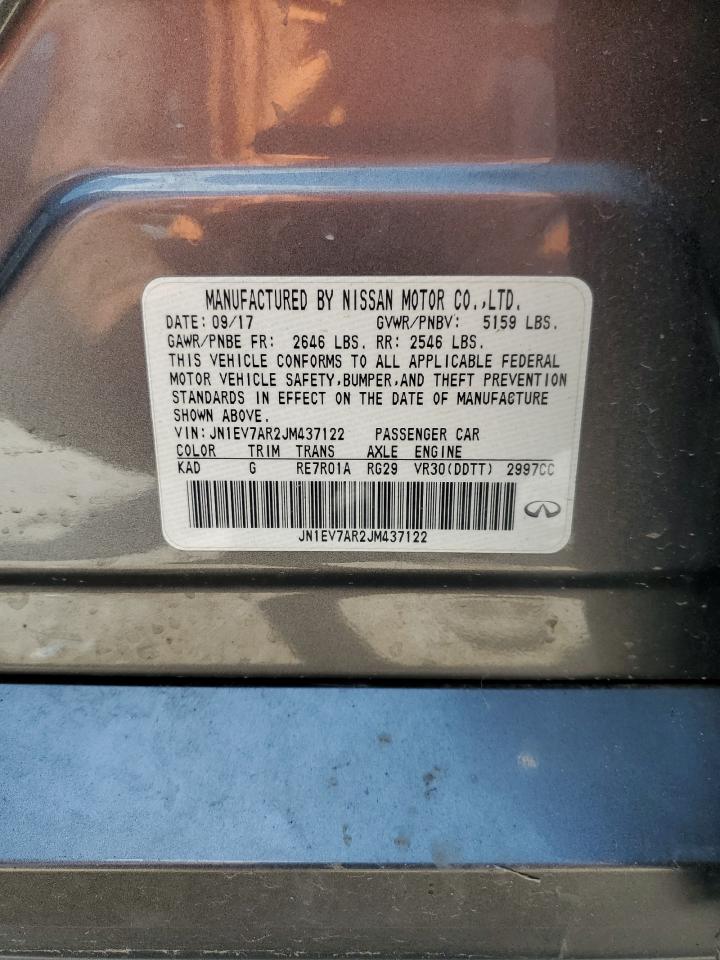 MANUFACTURED BY NISSAN MOTOR CO.,LTD.
DATE: 09/17 GVWR/PNBV: 5159 LBS.
GAWR/PNBE FR: 2646 LBS. RR: 2546 LBS.
THIS VEHICLE CONFORMS TO ALL APPLICABLE FEDERAL
MOTOR VEHICLE SAFETY,BUMPER,AND THEFT PREVENTION
STANDARDS IN EFFECT ON THE DATE OF MANUFACTURE
SHOWN ABOVE.
VIN:JN1EV7AR2JM437122 PASSENGER CAR
COLOR TRIM TRANS AXLE ENGINE
KAD G RE7R01A RG29 VR30(DDTT) 2997CC
JN1EV7AR2JM437122